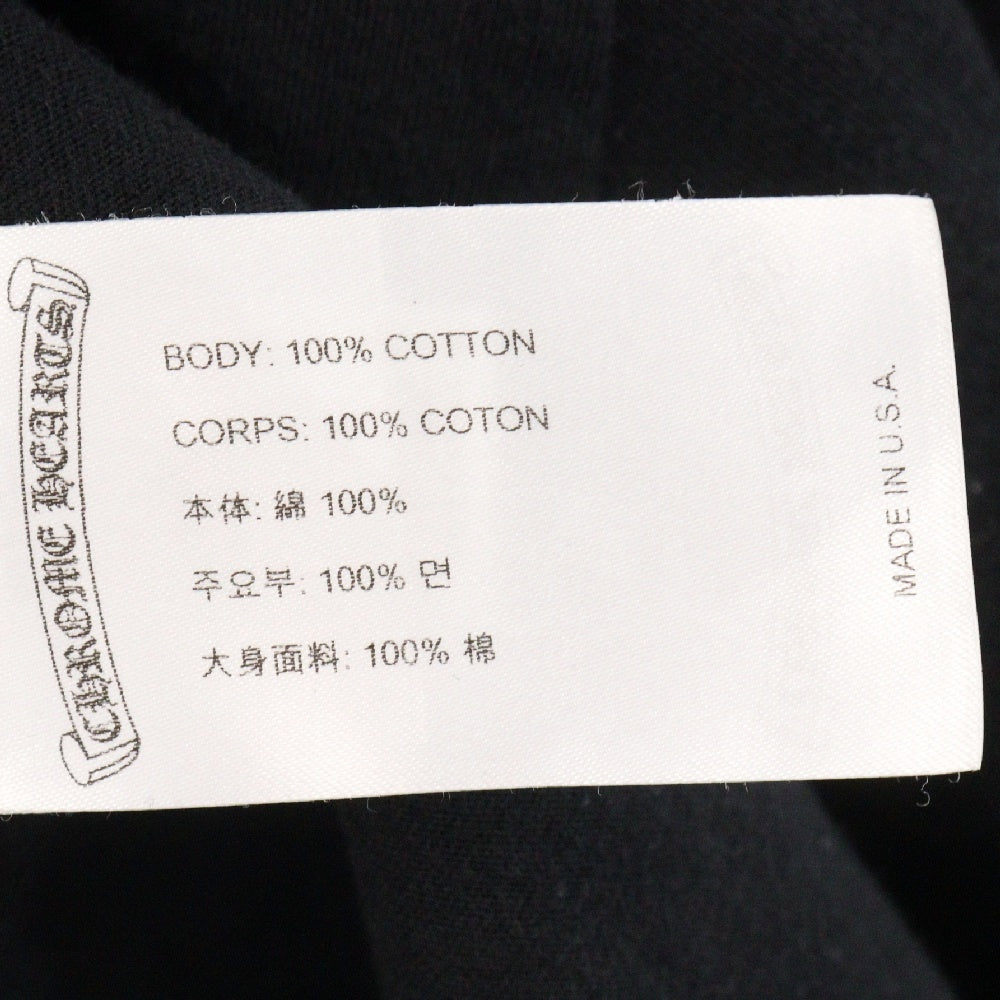 CHROME HEARTS
BODY: 100% COTTON
CORPS: 100% COTON
本体: 綿 100%
주요부: 100% 면
大身面料: 100% 棉
MADE IN U.S.A.